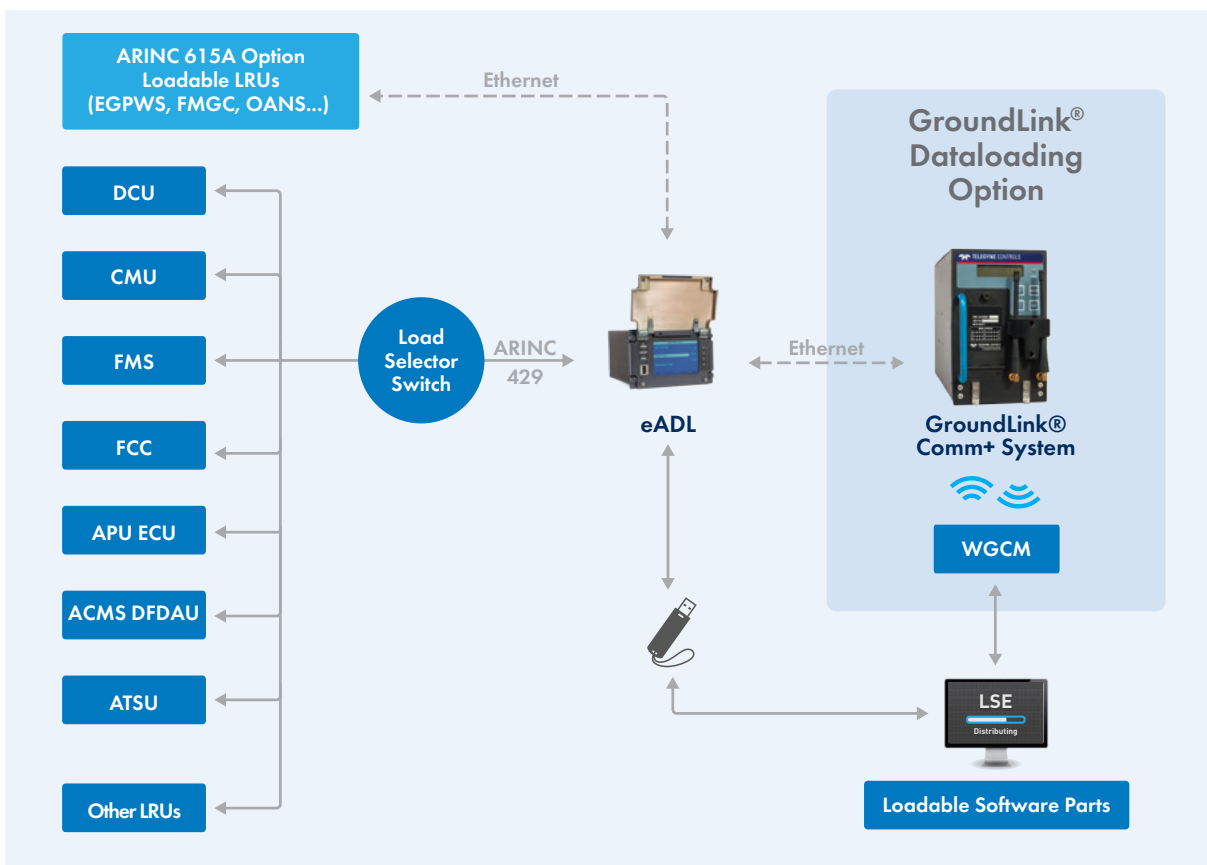 ARINC 615A Option
Loadable LRUs
(EGPWS, FMGC, OANS...)
Ethernet
GroundLink®
Dataloading
Option
DCU
CMU
FMS
FCC
APU ECU
ACMS DFDAU
ATSU
Other LRUs
Load
Selector
Switch
ARINC
429
eADL
Ethernet
TELEDYNE CONTROLS
GroundLink®
Comm+ System
WGCM
LSE
Distributing
Loadable Software Parts